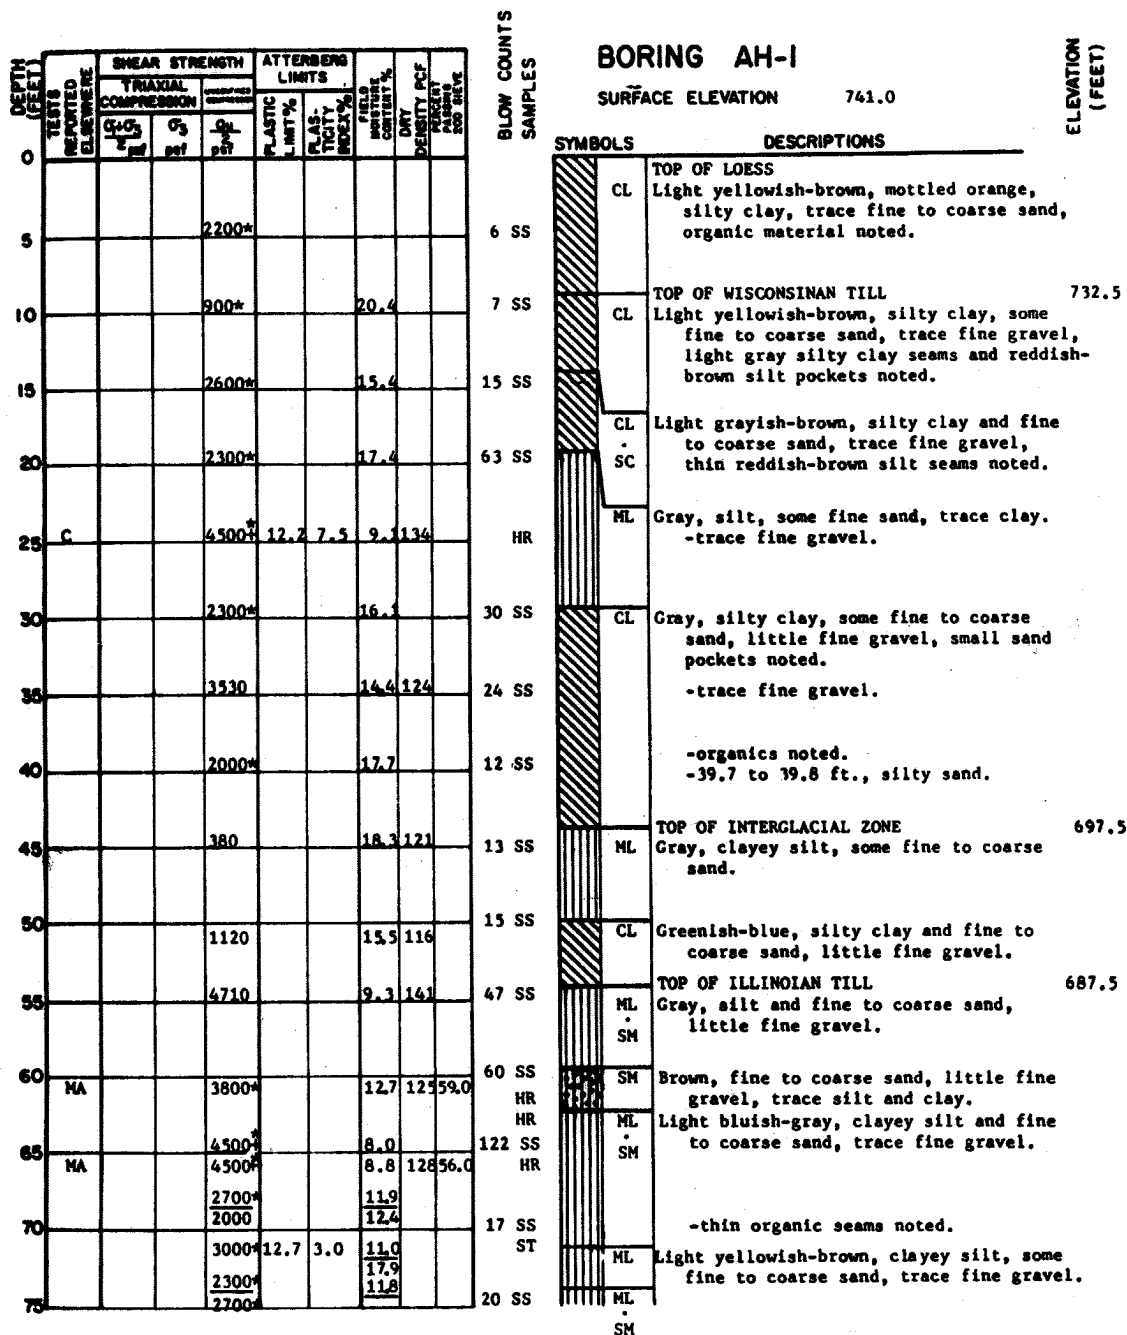 BORING AH-1
SURFACE ELEVATION 741.0
DEPTH (FEET)
TESTS REPORTED ELSEWHERE
SHEAR STRENGTH
TRIAXIAL COMPRESSION
σ3 psf
psf
ATTERBERG LIMITS
PLASTIC LIMIT %
PLAS-TICITY INDEX %
FIELD MOISTURE CONTENT %
DRY DENSITY PCF
PERCENT PASSING 200 SIEVE
BLOW COUNTS
SAMPLES
SYMBOLS DESCRIPTIONS
ELEVATION (FEET)
0
TOP OF LOESS
CL Light yellowish-brown, mottled orange,
silty clay, trace fine to coarse sand,
organic material noted.
5 2200* 6 SS
TOP OF WISCONSINAN TILL 732.5
10 900* 20.4 7 SS
CL Light yellowish-brown, silty clay, some
fine to coarse sand, trace fine gravel,
light gray silty clay seams and reddish-
brown silt pockets noted.
15 2600* 15.4 15 SS
CL Light grayish-brown, silty clay and fine
· to coarse sand, trace fine gravel,
SC thin reddish-brown silt seams noted.
20 2300* 17.4 63 SS
ML Gray, silt, some fine sand, trace clay.
-trace fine gravel.
25 C 4500+* 12.2 7.5 9.1 134 HR
30 2300* 16.1 30 SS
CL Gray, silty clay, some fine to coarse
sand, little fine gravel, small sand
pockets noted.
-trace fine gravel.
35 3530 14.4 124 24 SS
-organics noted.
-39.7 to 39.8 ft., silty sand.
40 2000* 17.7 12 SS
TOP OF INTERGLACIAL ZONE 697.5
45 380 18.3 121 13 SS
ML Gray, clayey silt, some fine to coarse
sand.
50 15 SS
1120 15.5 116
CL Greenish-blue, silty clay and fine to
coarse sand, little fine gravel.
TOP OF ILLINOIAN TILL 687.5
55 4710 9.3 141 47 SS
ML Gray, silt and fine to coarse sand,
· little fine gravel.
SM
60 60 SS
MA 3800* 12.7 125 59.0 HR
SM Brown, fine to coarse sand, little fine
gravel, trace silt and clay.
HR
ML Light bluish-gray, clayey silt and fine
· to coarse sand, trace fine gravel.
SM
65 4500+* 8.0 122 SS
MA 4500+* 8.8 128 56.0 HR
2700* 11.9
2000 12.4
70 17 SS
-thin organic seams noted.
3000* 12.7 3.0 11.0 ST
17.9
ML Light yellowish-brown, clayey silt, some
fine to coarse sand, trace fine gravel.
2300* 11.8
75 2700* 20 SS
ML
·
SM